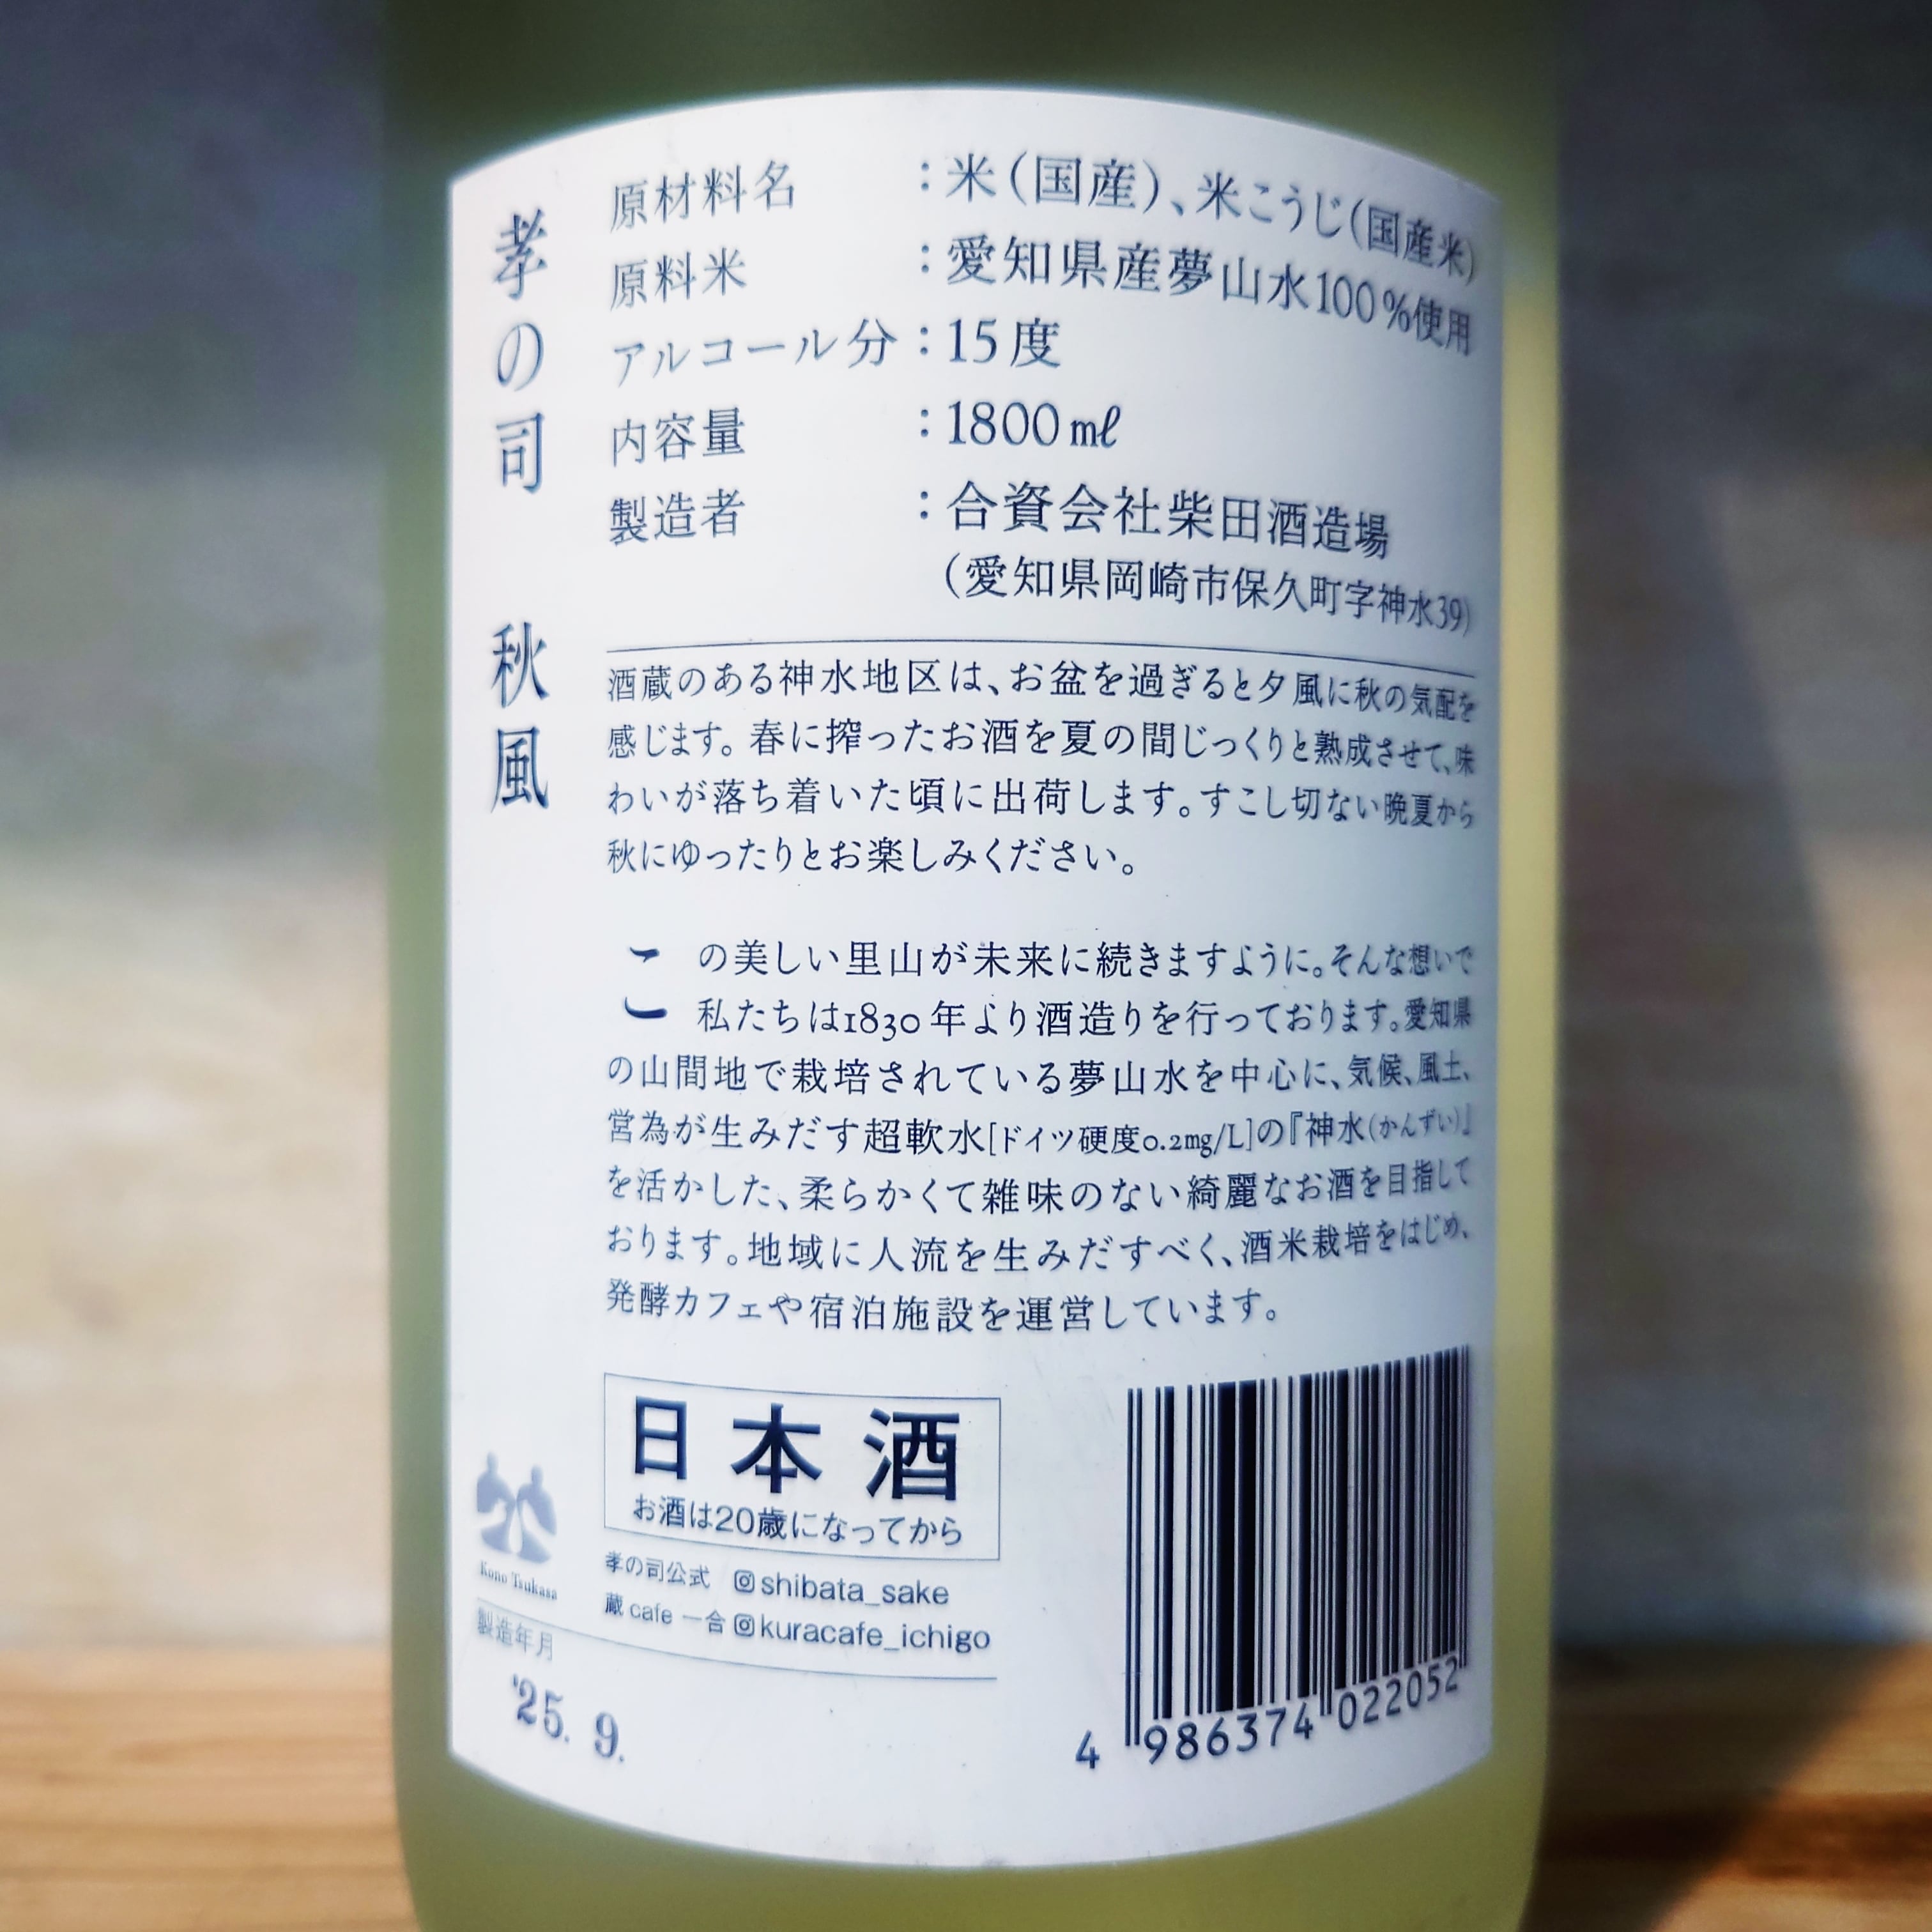 孝の司 秋風
原材料名 :米(国産)、米こうじ(国産米)
原料米 :愛知県産夢山水100%使用
アルコール分:15度
内容量 :1800㎖
製造者 :合資会社柴田酒造場
(愛知県岡崎市保久町字神水39)
酒蔵のある神水地区は、お盆を過ぎると夕風に秋の気配を
感じます。春に搾ったお酒を夏の間じっくりと熟成させて、味
わいが落ち着いた頃に出荷します。すこし切ない晩夏から
秋にゆったりとお楽しみください。
この美しい里山が未来に続きますように。そんな想いで
私たちは1830年より酒造りを行っております。愛知県
の山間地で栽培されている夢山水を中心に、気候、風土、
営為が生みだす超軟水[ドイツ硬度0.2mg/L]の『神水(かんずい)』
を活かした、柔らかくて雑味のない綺麗なお酒を目指して
おります。地域に人流を生みだすべく、酒米栽培をはじめ、
発酵カフェや宿泊施設を運営しています。
日本酒
お酒は20歳になってから
孝の司公式 shibata_sake
蔵cafe 一合 kuracafe_ichigo
Kono Tsukasa
製造年月
'25. 9.
4 986374 022052